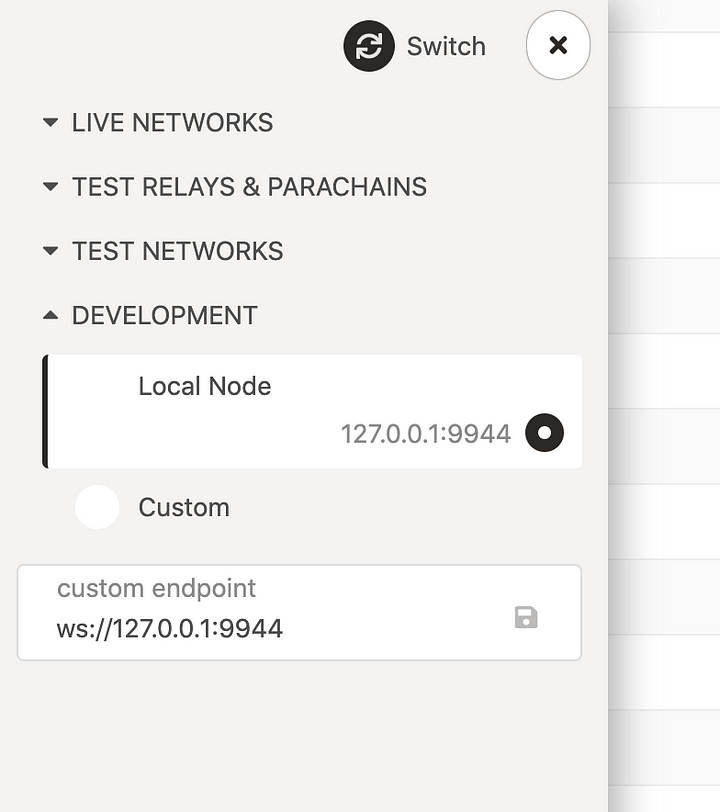 Switch
LIVE NETWORKS
TEST RELAYS & PARACHAINS
TEST NETWORKS
DEVELOPMENT
Local Node
127.0.0.1:9944
Custom
custom endpoint
ws://127.0.0.1:9944